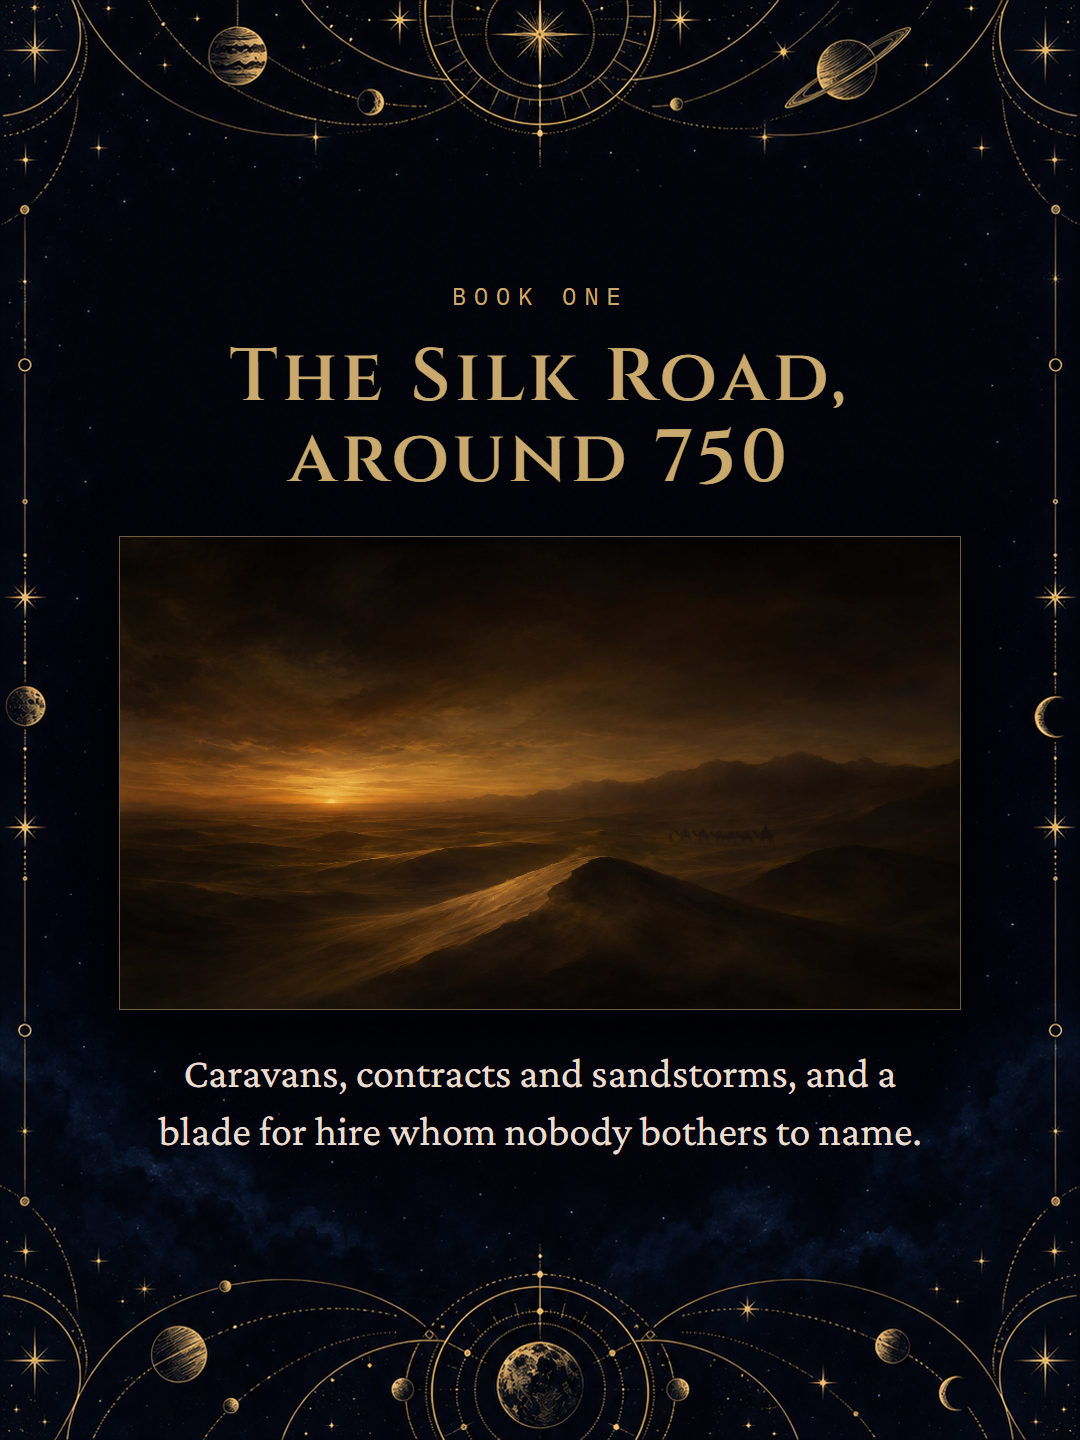 BOOK ONE
The Silk Road,
around 750
Caravans, contracts and sandstorms, and a
blade for hire whom nobody bothers to name.